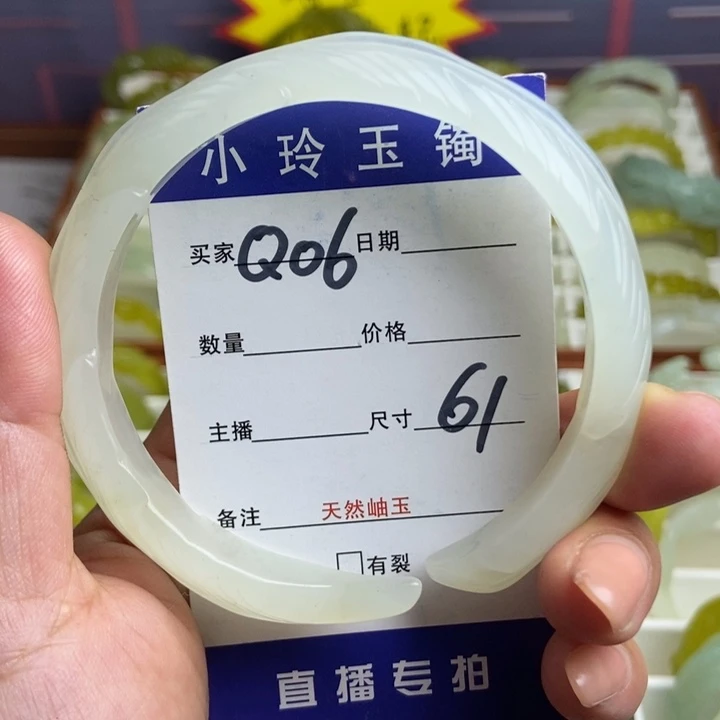 小玲玉镯
买家 Q06 日期
数量 价格
主播 尺寸 61
备注 天然岫玉
□有裂
直播专拍